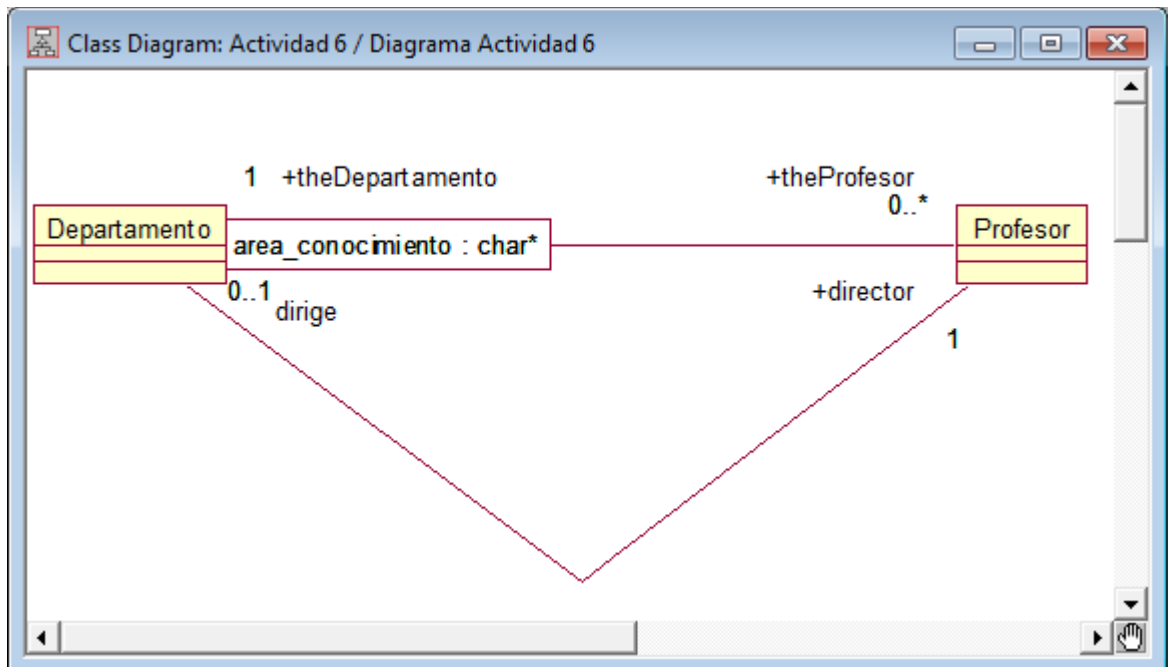 Class Diagram: Actividad 6 / Diagrama Actividad 6
1 +theDepartamento
+theProfesor
0..*
Departamento
area_conocimiento : char*
Profesor
0..1
dirige
+director
1